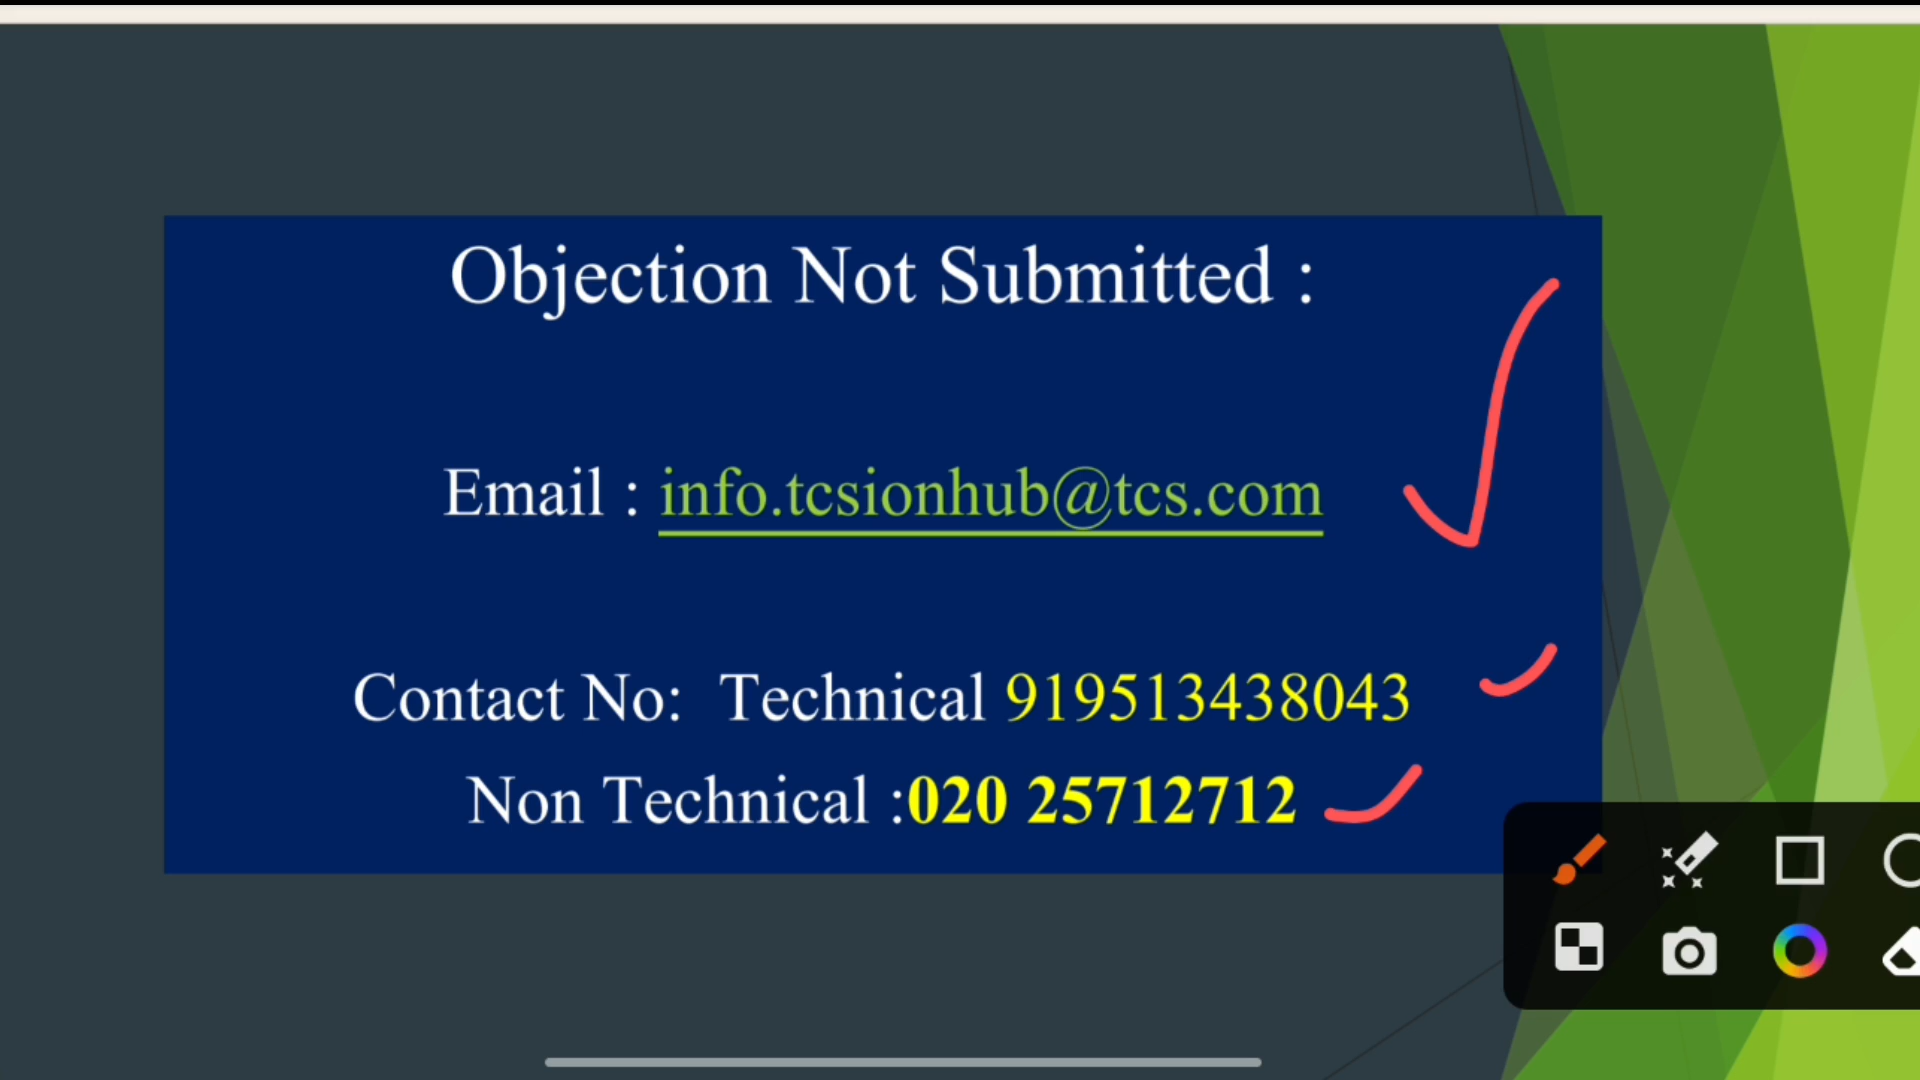 Objection Not Submitted :
Email : info.tcsionhub@tcs.com
Contact No:  Technical 919513438043
Non Technical :020 25712712